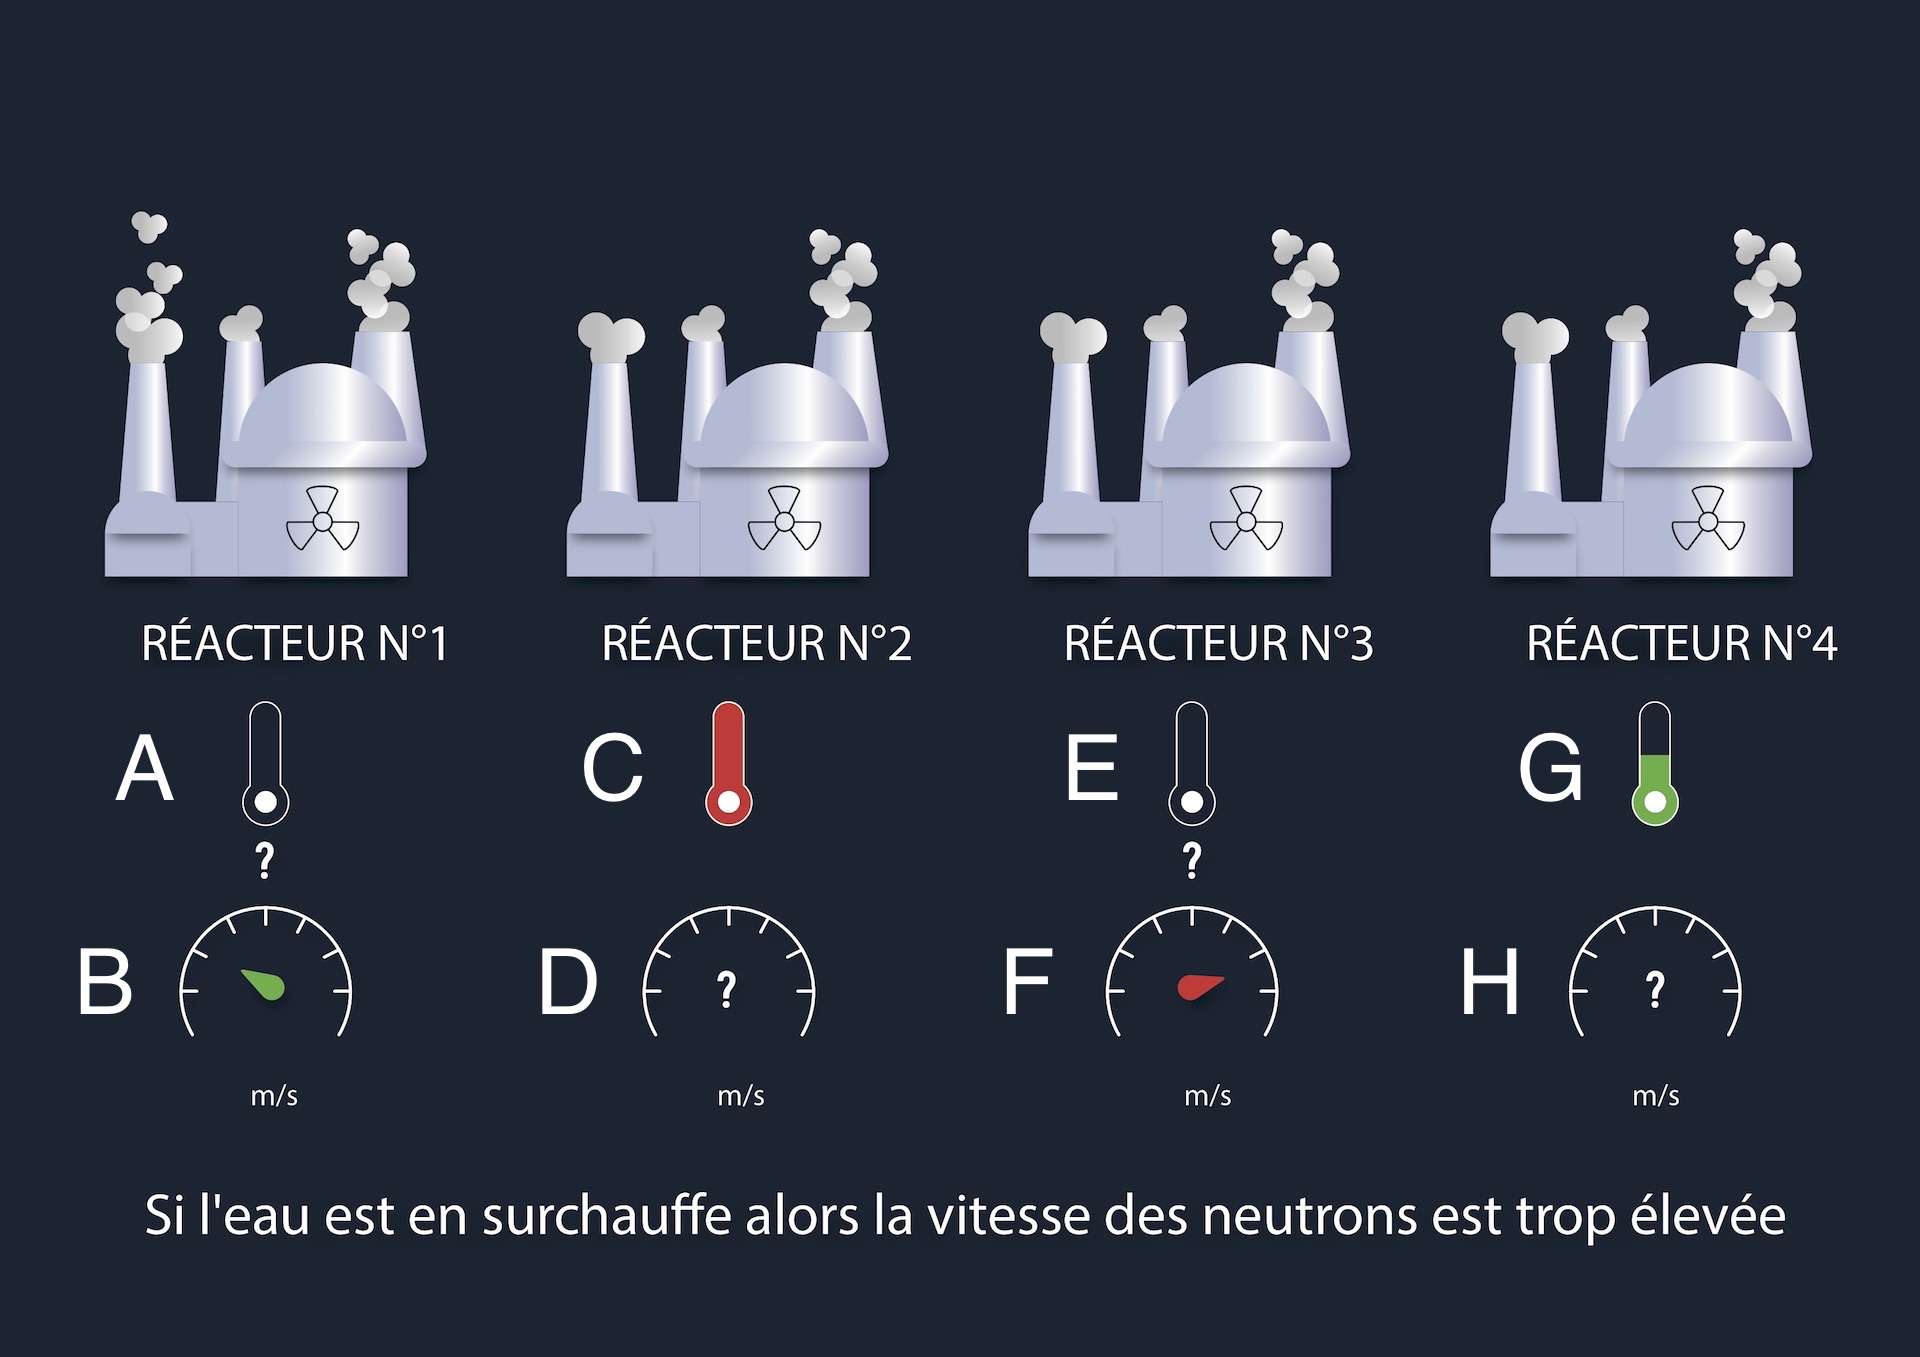 RÉACTEUR N°1 RÉACTEUR N°2 RÉACTEUR N°3 RÉACTEUR N°4
A C E G
? ?
B D ? F H ?
m/s m/s m/s m/s
Si l'eau est en surchauffe alors la vitesse des neutrons est trop élevée